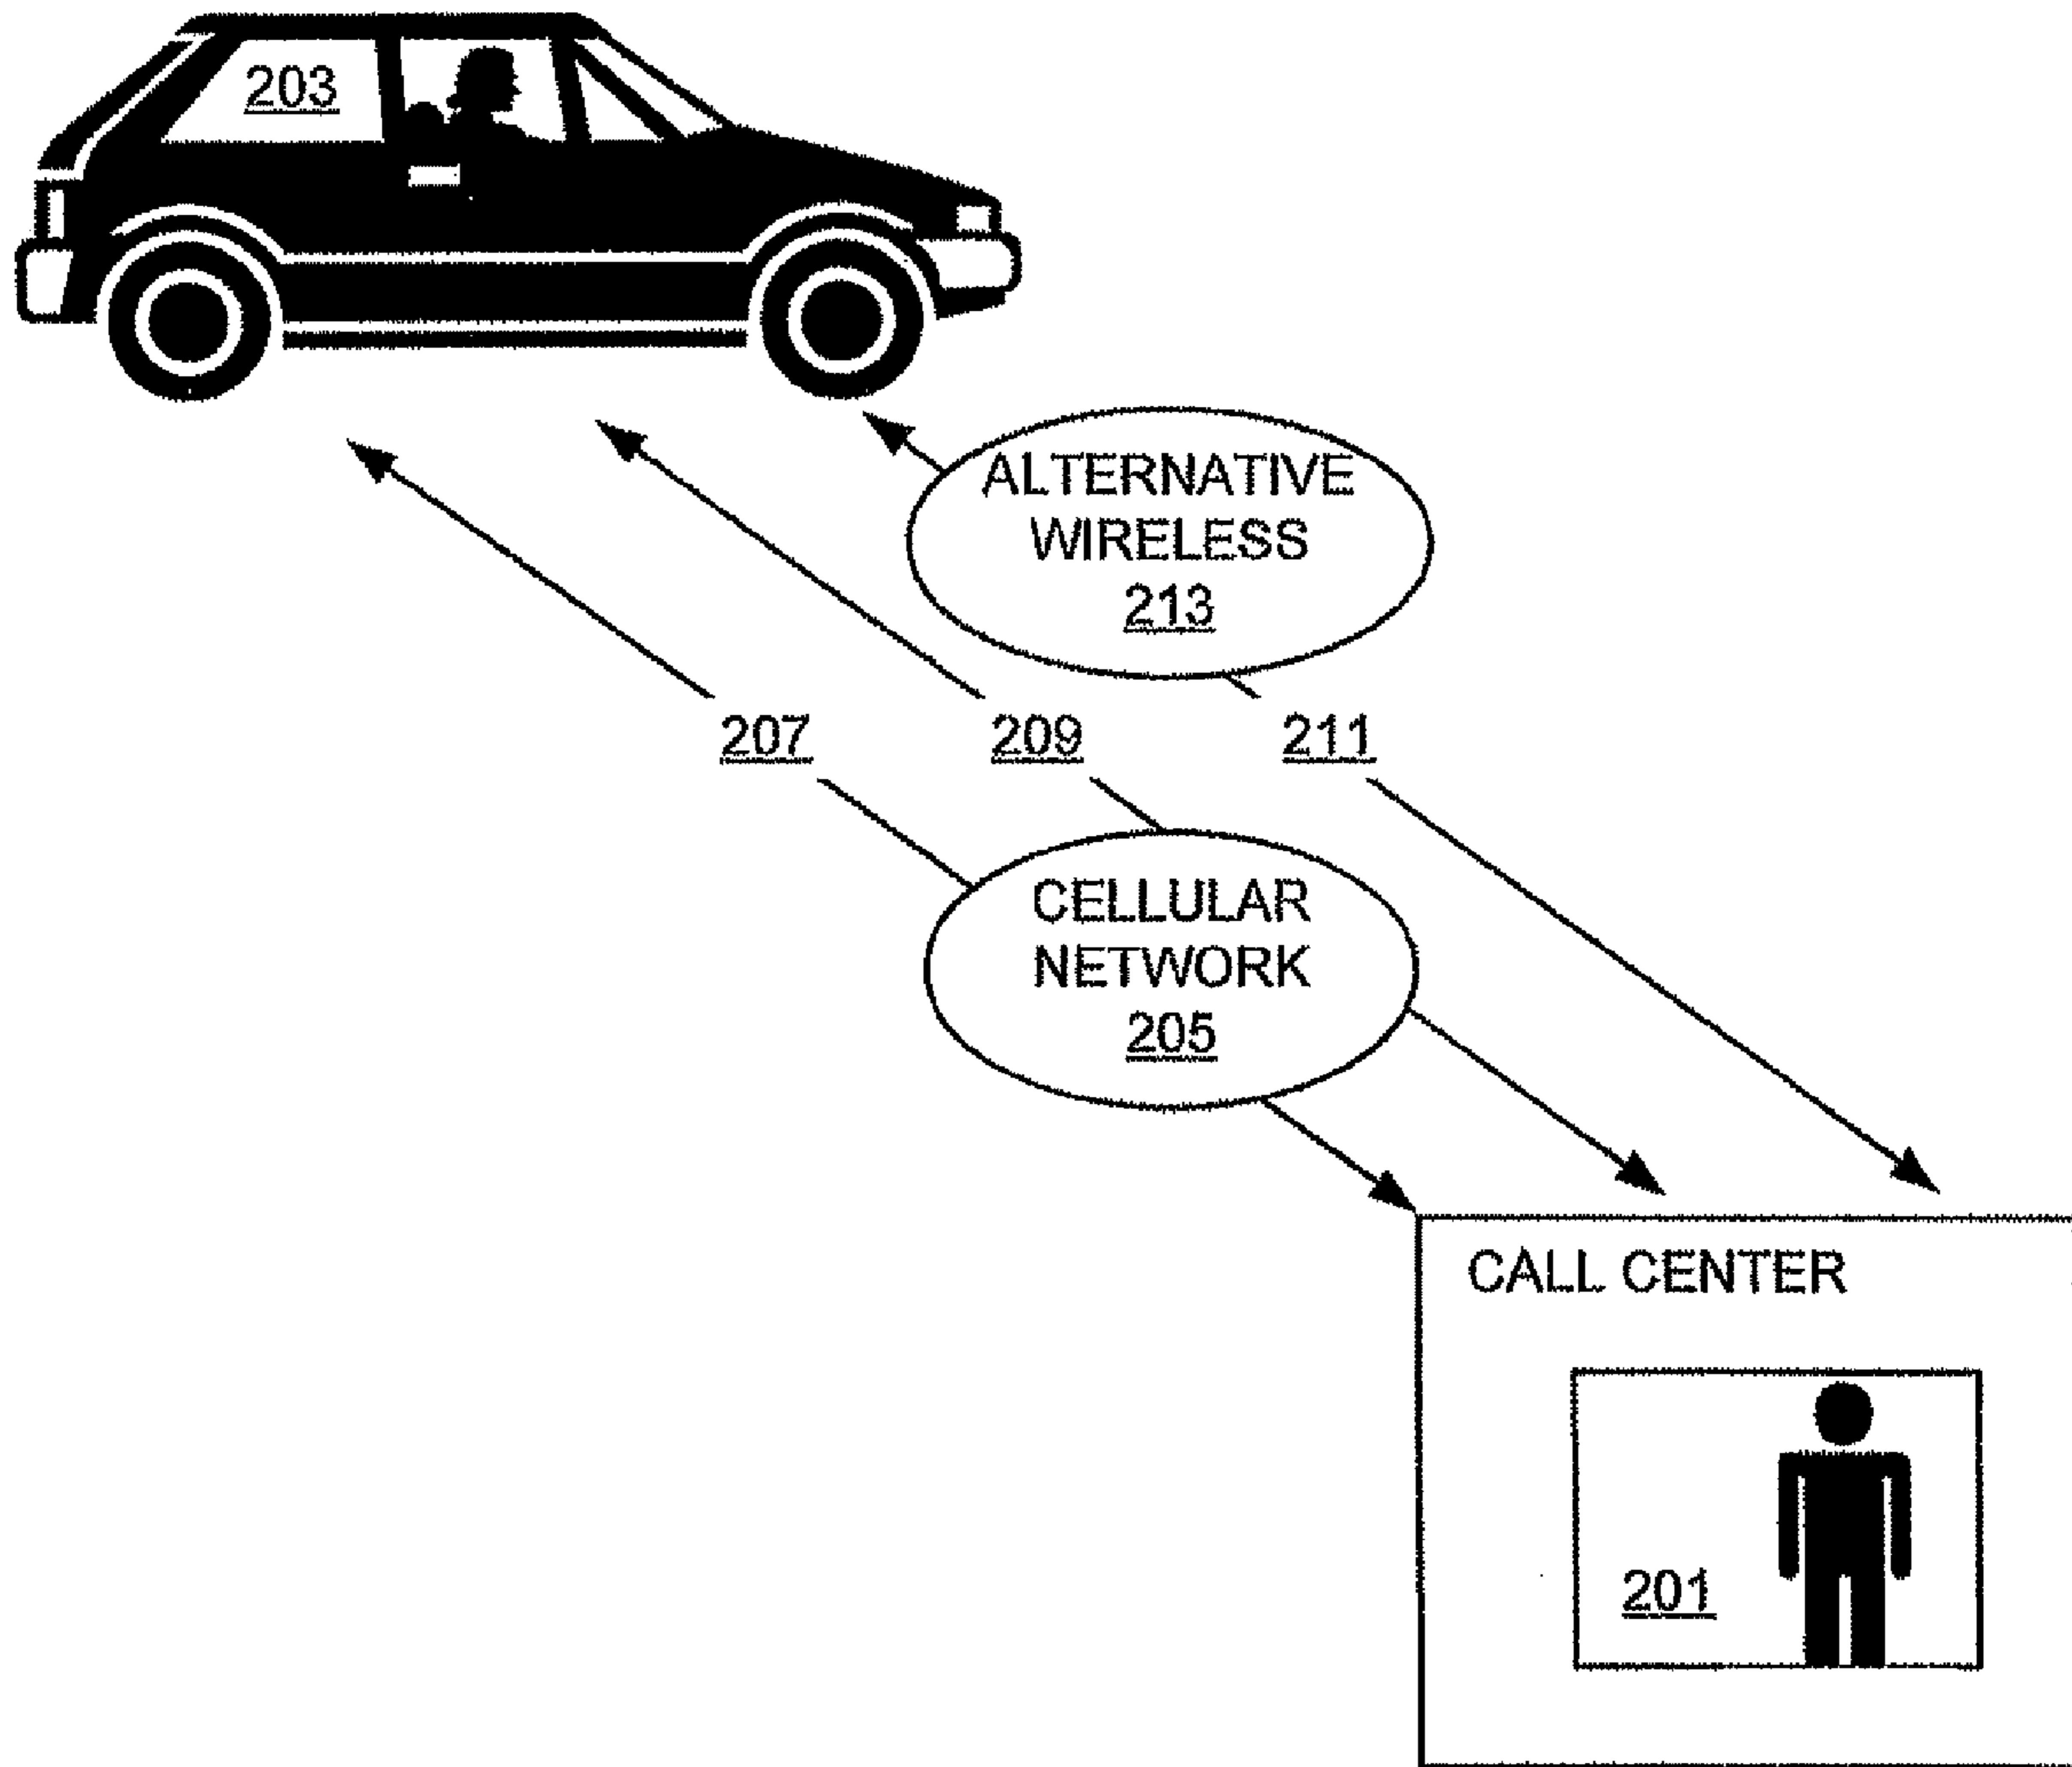 203
ALTERNATIVE
WIRELESS
213
207 209 211
CELLULAR
NETWORK
205
CALL CENTER
201